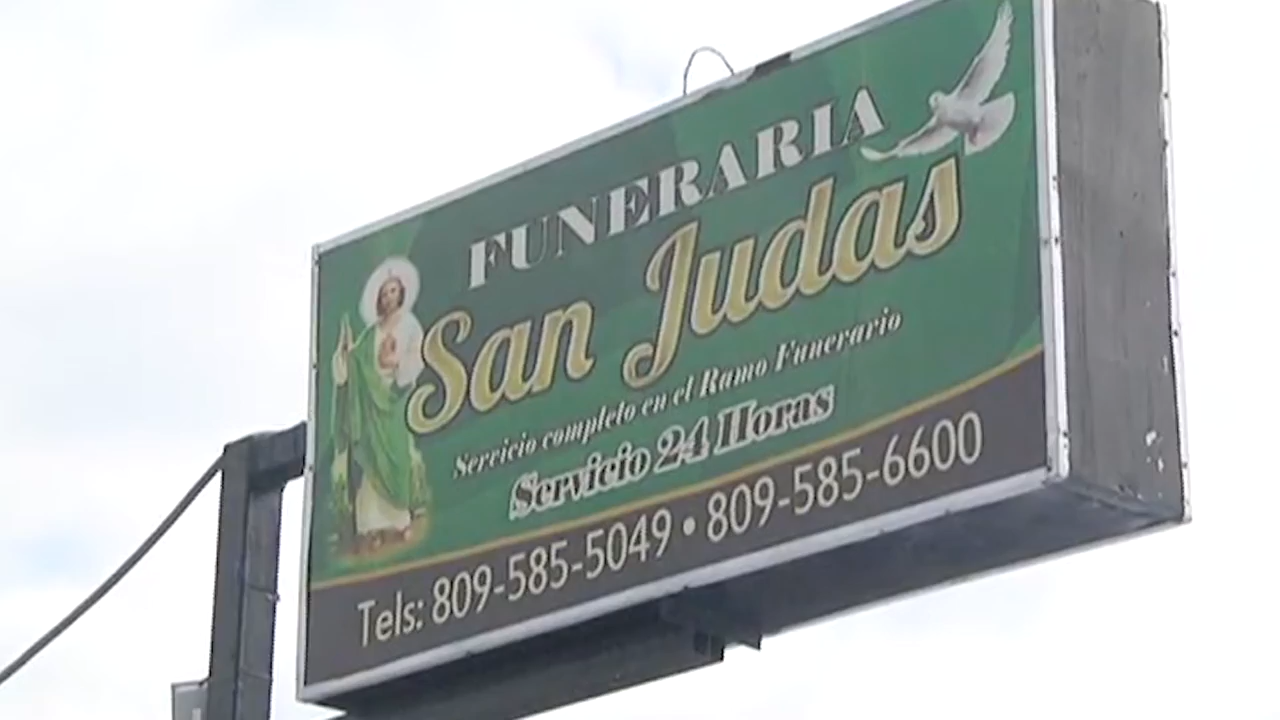 FUNERARIA
San Judas
Servicio completo en el Ramo Funerario
Servicio 24 Horas
Tels: 809-585-5049 • 809-585-6600